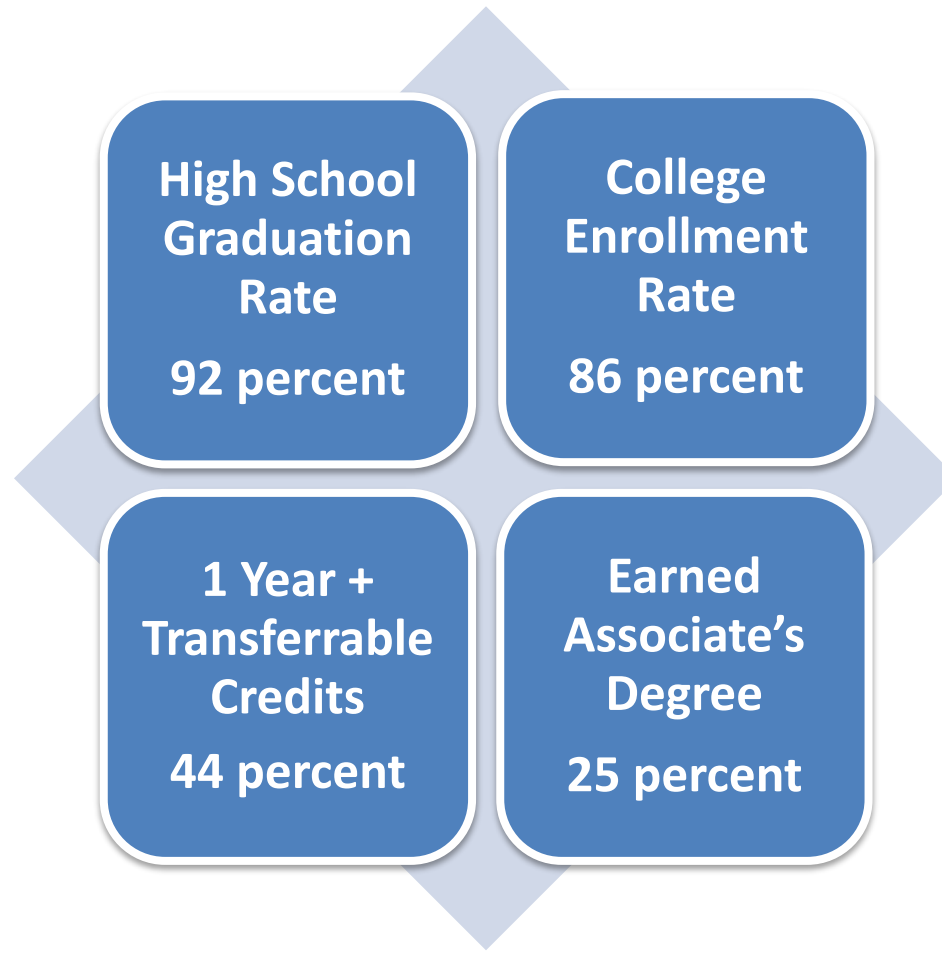 High School
Graduation
Rate
92 percent
College
Enrollment
Rate
86 percent
1 Year +
Transferrable
Credits
44 percent
Earned
Associate’s
Degree
25 percent